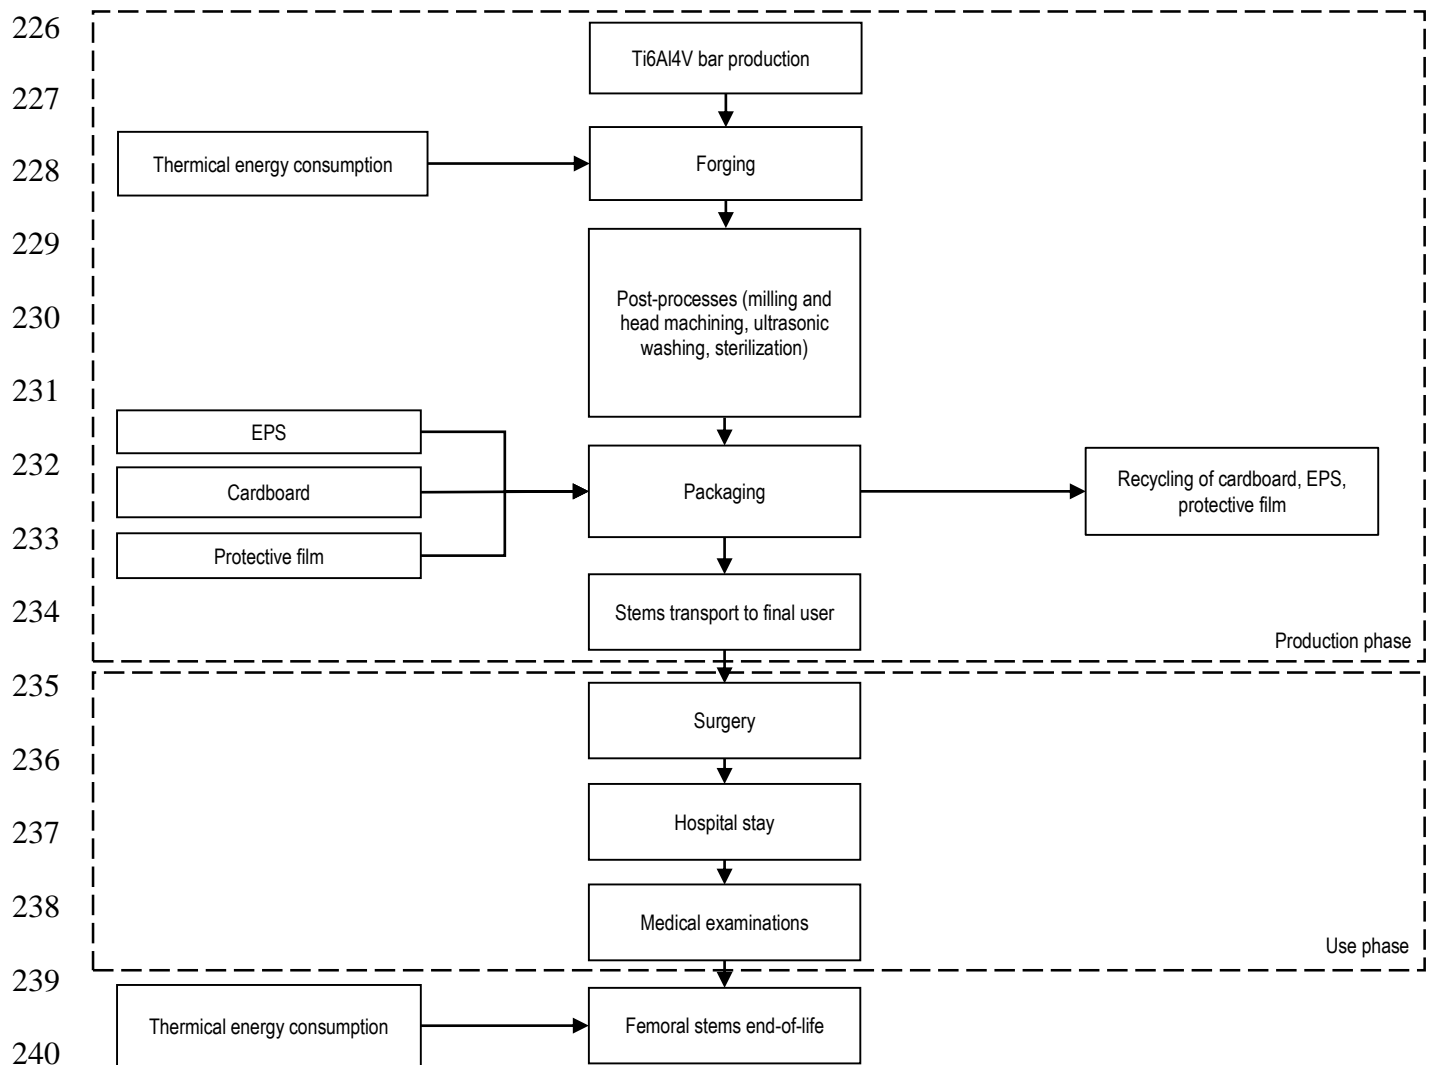 226
Ti6Al4V bar production
227
Thermical energy consumption
Forging
228
229
Post-processes (milling and
230
head machining, ultrasonic
washing, sterilization)
231
EPS
232
Cardboard
Packaging
Recycling of cardboard, EPS,
protective film
233
Protective film
234
Stems transport to final user
Production phase
235
Surgery
236
237
Hospital stay
238
Medical examinations
Use phase
239
Thermical energy consumption
Femoral stems end-of-life
240